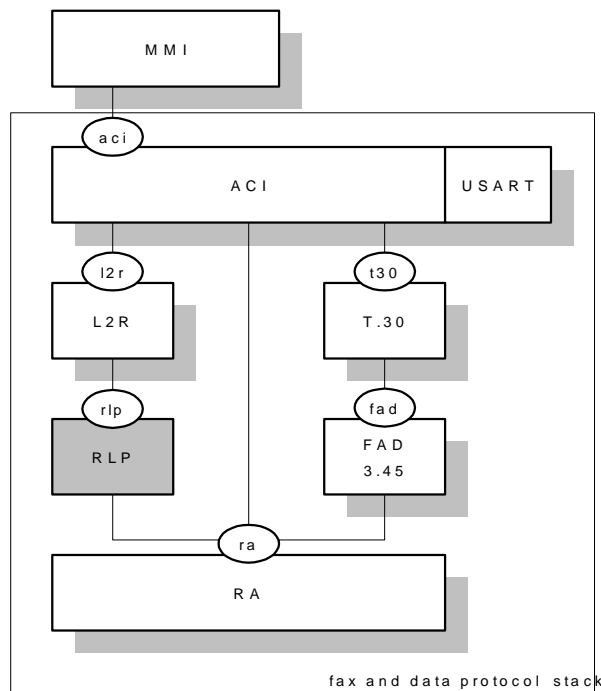 MMI
aci
ACI USART
l2r t30
L2R T.30
rlp fad
RLP FAD
3.45
ra
RA
fax and data protocol stack